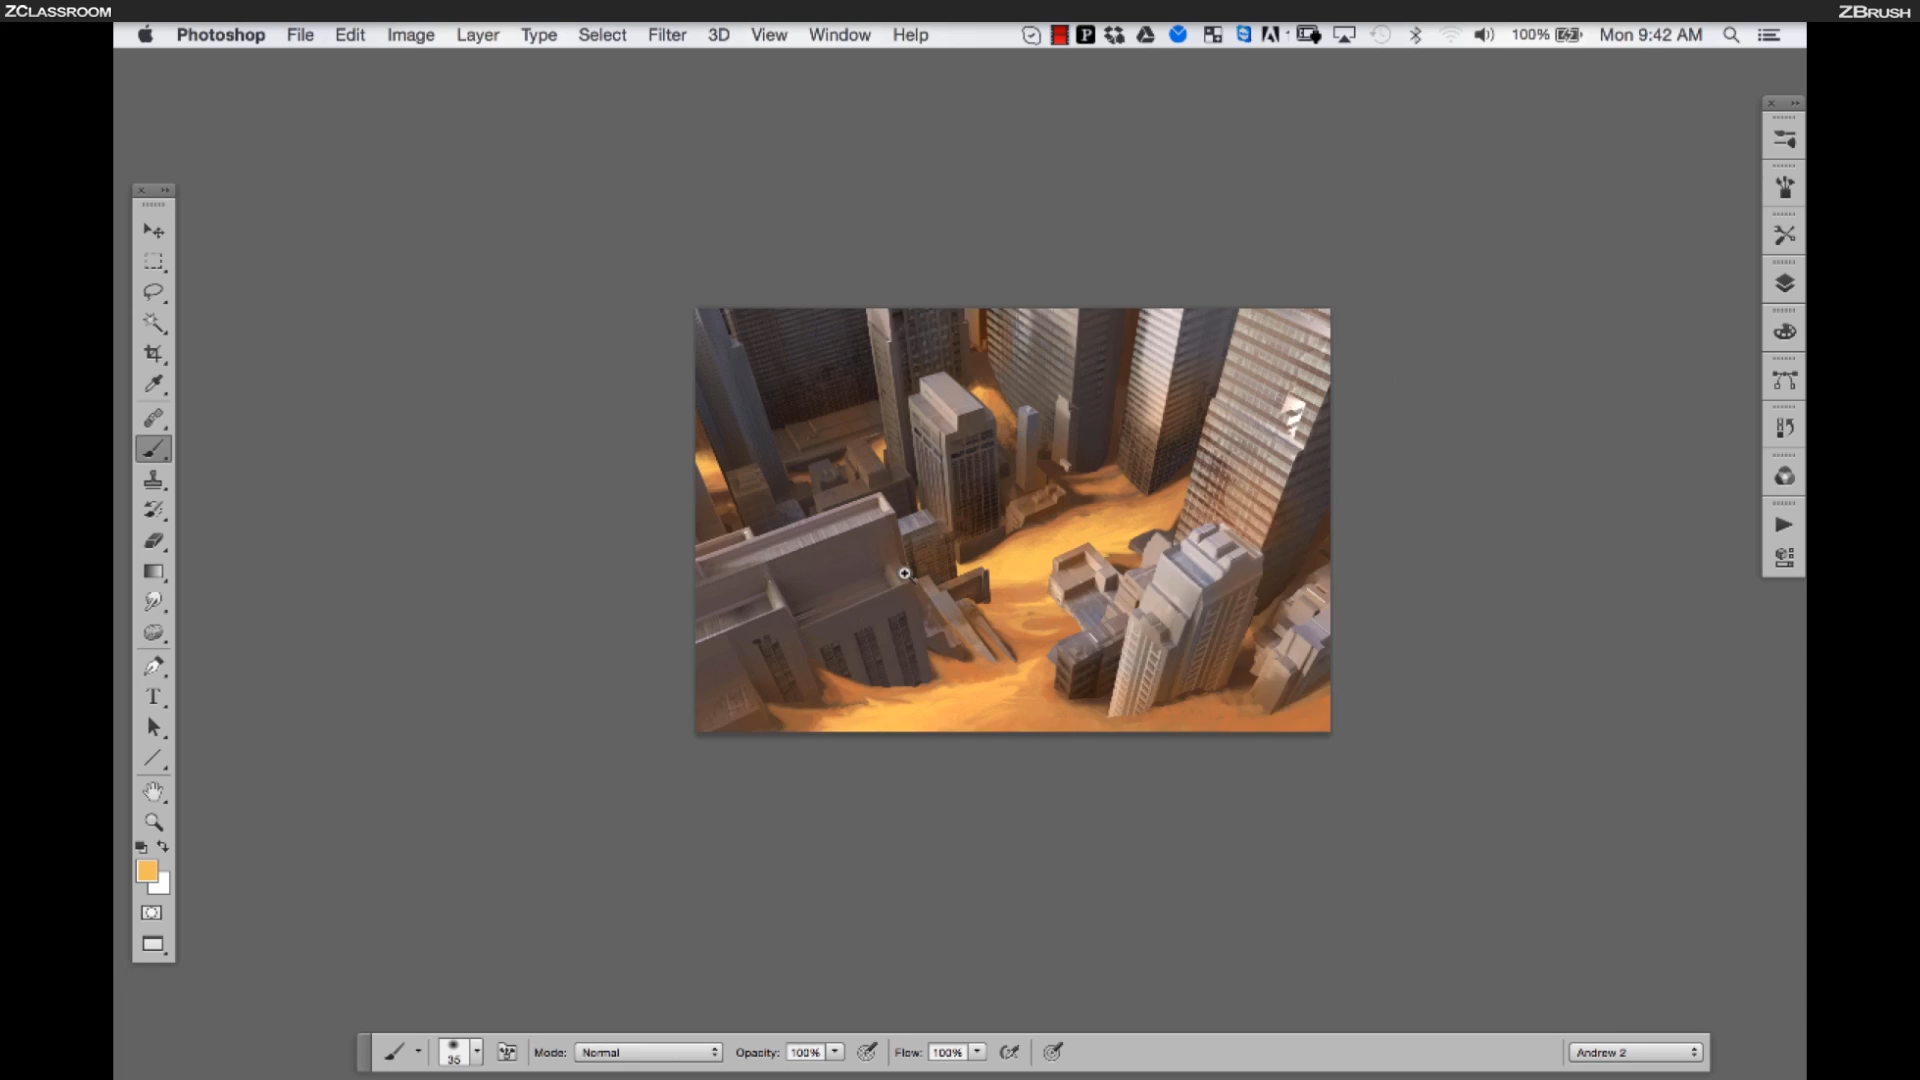 ZCLASSROOM
ZBRUSH
Photoshop File Edit Image Layer Type Select Filter 3D View Window Help 100% Mon 9:42 AM
T
35 Mode: Normal Opacity: 100% Flow: 100% Andrew 2